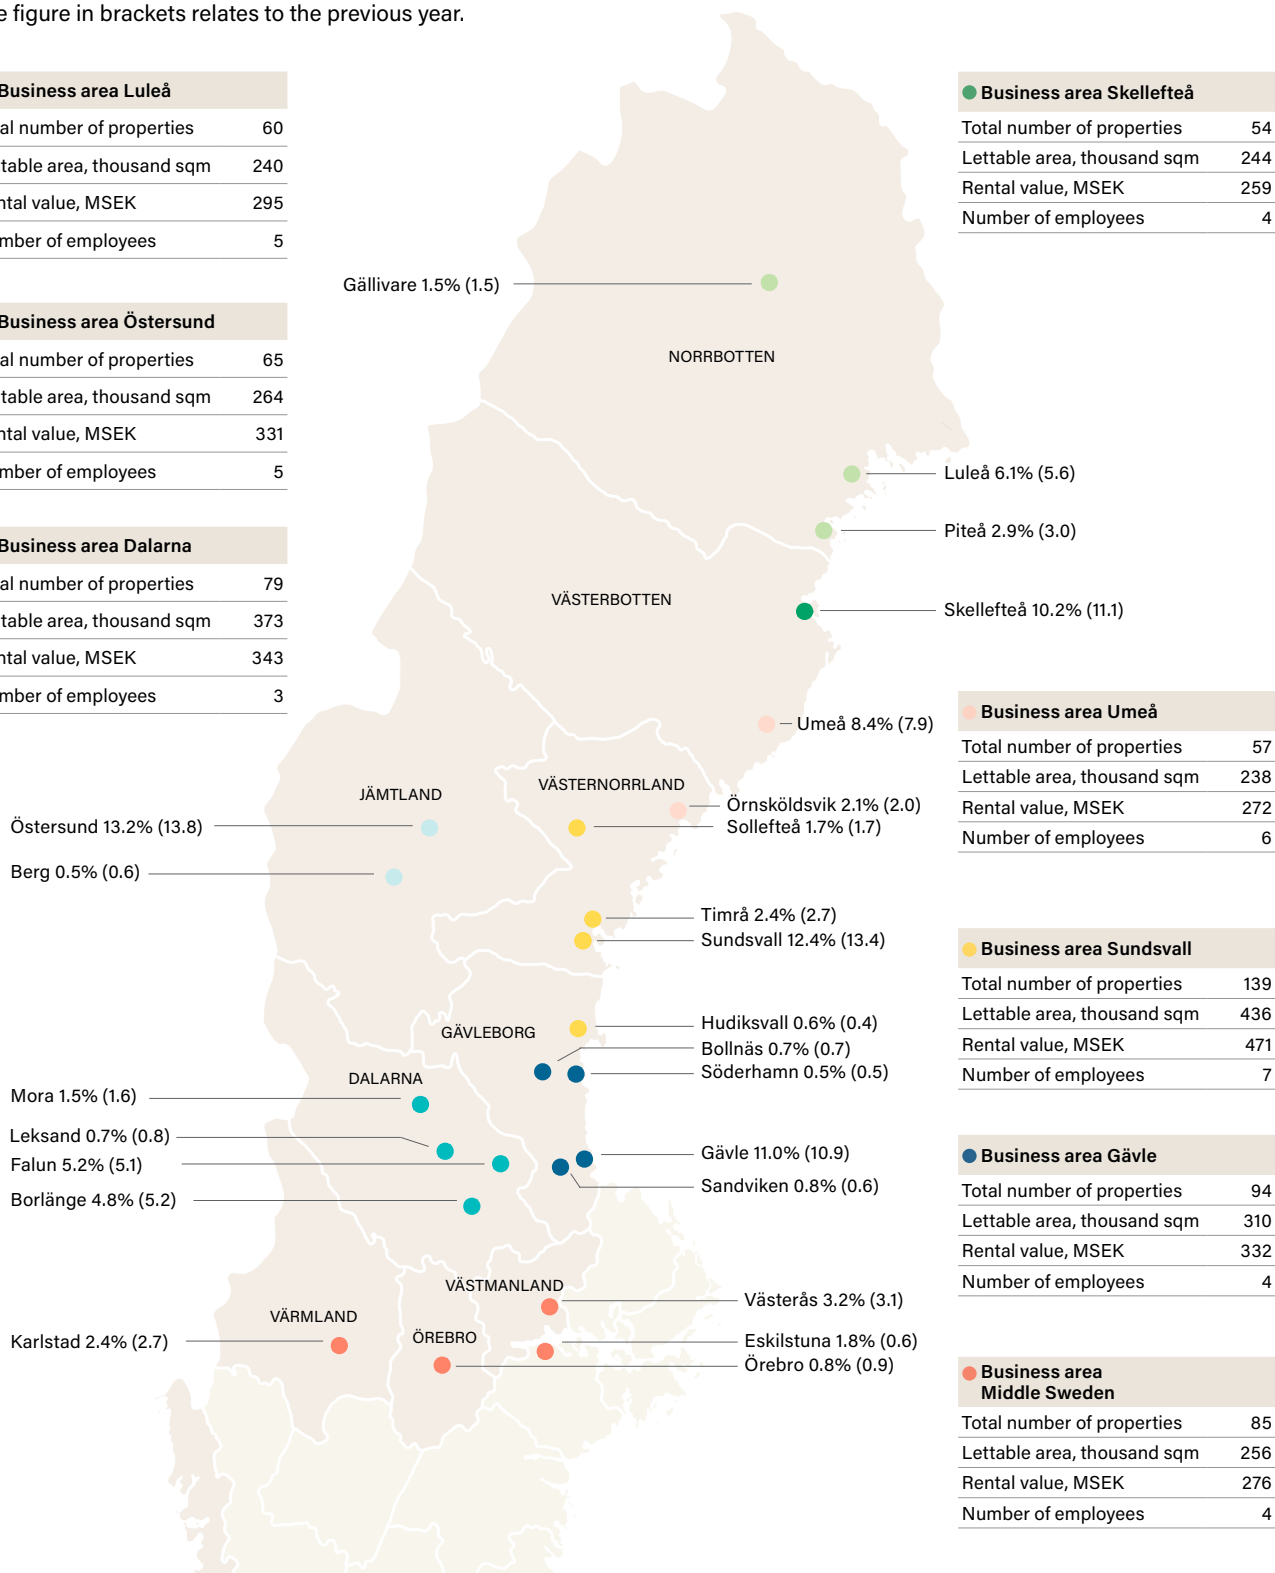 e figure in brackets relates to the previous year.
Business area Luleå
al number of properties 60
table area, thousand sqm 240
ntal value, MSEK 295
mber of employees 5
Business area Östersund
al number of properties 65
table area, thousand sqm 264
ntal value, MSEK 331
mber of employees 5
Business area Dalarna
al number of properties 79
table area, thousand sqm 373
ntal value, MSEK 343
mber of employees 3
Business area Skellefteå
Total number of properties 54
Lettable area, thousand sqm 244
Rental value, MSEK 259
Number of employees 4
Gällivare 1.5% (1.5)
NORRBOTTEN
Luleå 6.1% (5.6)
Piteå 2.9% (3.0)
VÄSTERBOTTEN
Skellefteå 10.2% (11.1)
Umeå 8.4% (7.9)
Business area Umeå
Total number of properties 57
Lettable area, thousand sqm 238
Rental value, MSEK 272
Number of employees 6
JÄMTLAND
VÄSTERNORRLAND
Örnsköldsvik 2.1% (2.0)
Sollefteå 1.7% (1.7)
Östersund 13.2% (13.8)
Berg 0.5% (0.6)
Timrå 2.4% (2.7)
Sundsvall 12.4% (13.4)
Business area Sundsvall
Total number of properties 139
Lettable area, thousand sqm 436
Rental value, MSEK 471
Number of employees 7
GÄVLEBORG
Hudiksvall 0.6% (0.4)
Bollnäs 0.7% (0.7)
Söderhamn 0.5% (0.5)
DALARNA
Mora 1.5% (1.6)
Leksand 0.7% (0.8)
Falun 5.2% (5.1)
Borlänge 4.8% (5.2)
Gävle 11.0% (10.9)
Sandviken 0.8% (0.6)
Business area Gävle
Total number of properties 94
Lettable area, thousand sqm 310
Rental value, MSEK 332
Number of employees 4
VÄSTMANLAND
VÄRMLAND
ÖREBRO
Västerås 3.2% (3.1)
Karlstad 2.4% (2.7)
Eskilstuna 1.8% (0.6)
Örebro 0.8% (0.9)
Business area
Middle Sweden
Total number of properties 85
Lettable area, thousand sqm 256
Rental value, MSEK 276
Number of employees 4